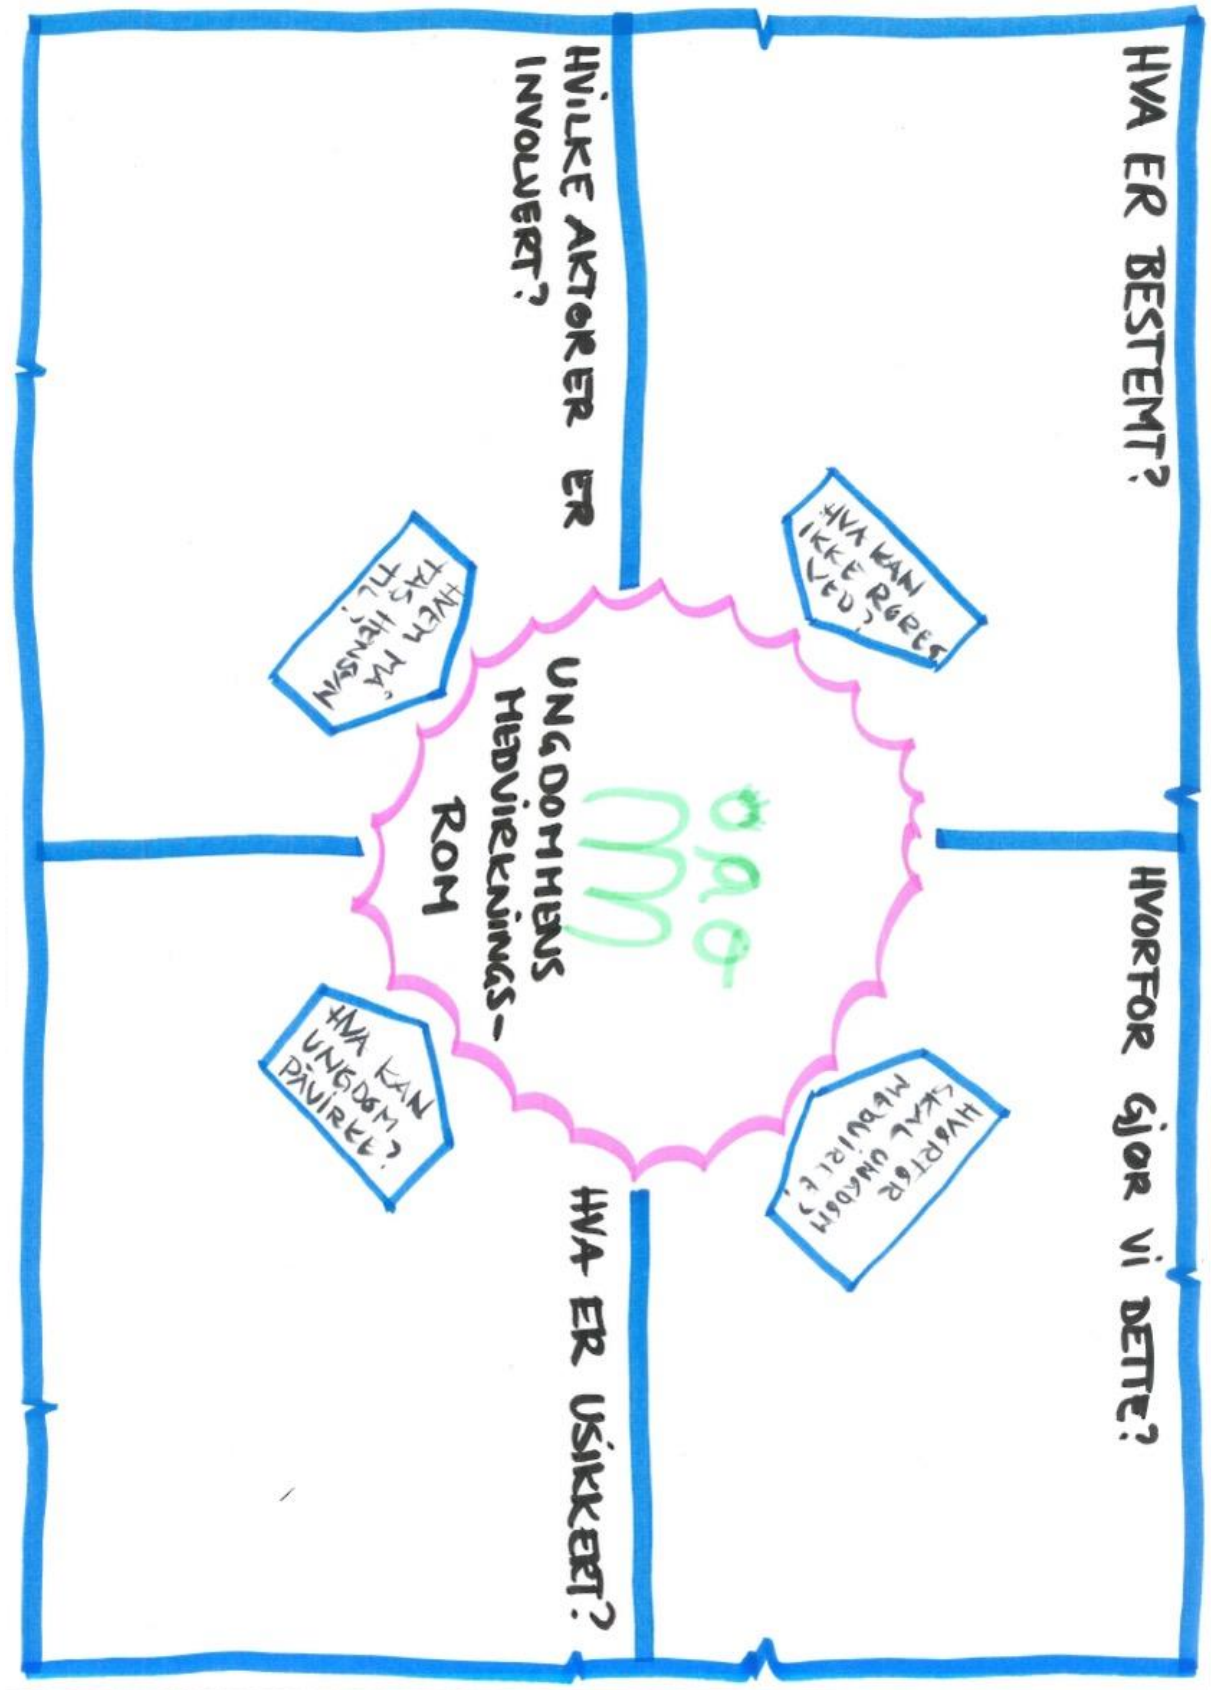 HVA ER BESTEMT?
HVORFOR GJØR VI DETTE?
HVA KAN
IKKE RØRES
VED?
HVORFOR
SKAL UNGDOM
MEDVIRKE?
UNGDOMMENS
MEDVIRKNINGS-
ROM
HVILKE AKTØRER ER
INVOLVERT?
HVA ER USIKKERT?
HVEM MÅ
TAS HENSYN
TIL?
HVA KAN
UNGDOM
PÅVIRKE?